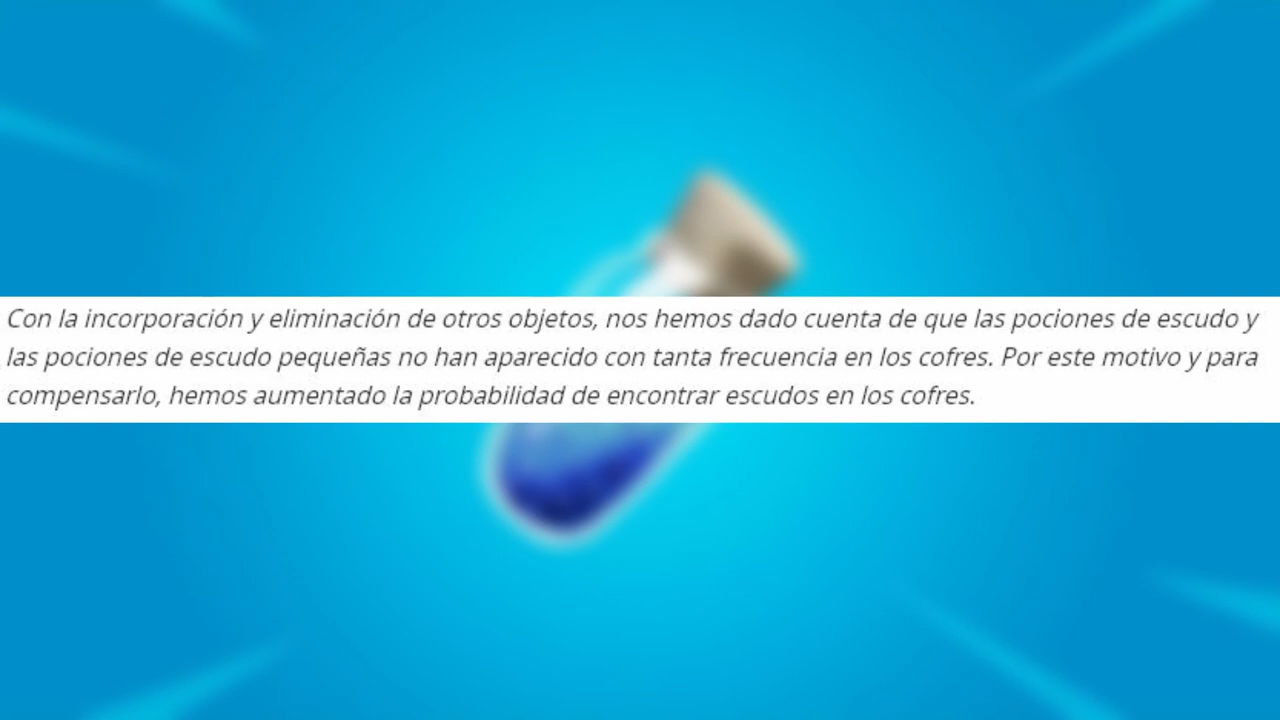 Con la incorporación y eliminación de otros objetos, nos hemos dado cuenta de que las pociones de escudo y
las pociones de escudo pequeñas no han aparecido con tanta frecuencia en los cofres. Por este motivo y para
compensarlo, hemos aumentado la probabilidad de encontrar escudos en los cofres.